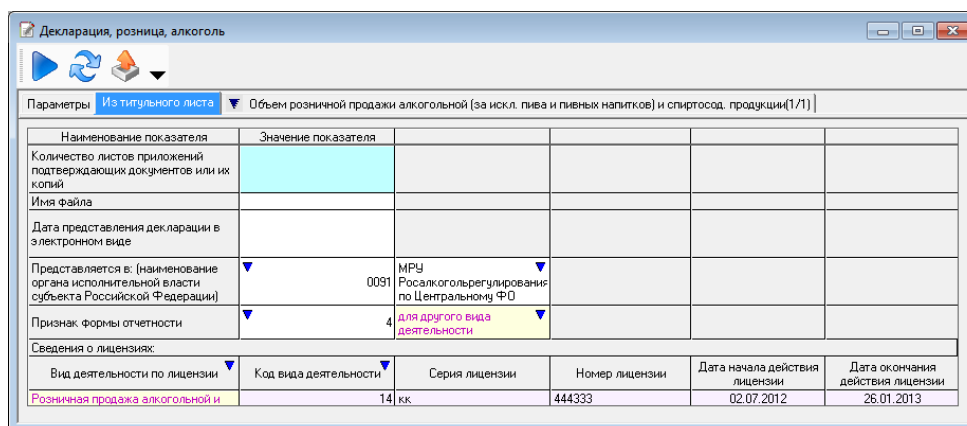 Декларация, розница, алкоголь
Параметры Из титульного листа Объем розничной продажи алкогольной (за искл. пива и пивных напитков) и спиртосод. продукции(1/1)
Наименование показателя Значение показателя
Количество листов приложений
подтверждающих документов или их
копий
Имя файла
Дата представления декларации в
электронном виде
Представляется в: (наименование
органа исполнительной власти
субъекта Российской Федерации)
0091
МРУ
Росалкогольрегулирования
по Центральному ФО
Признак формы отчетности
4
для другого вида
деятельности
Сведения о лицензиях:
Вид деятельности по лицензии Код вида деятельности Серия лицензии Номер лицензии
Дата начала действия
лицензии
Дата окончания
действия лицензии
Розничная продажа алкогольной и 14 кк 444333 02.07.2012 26.01.2013